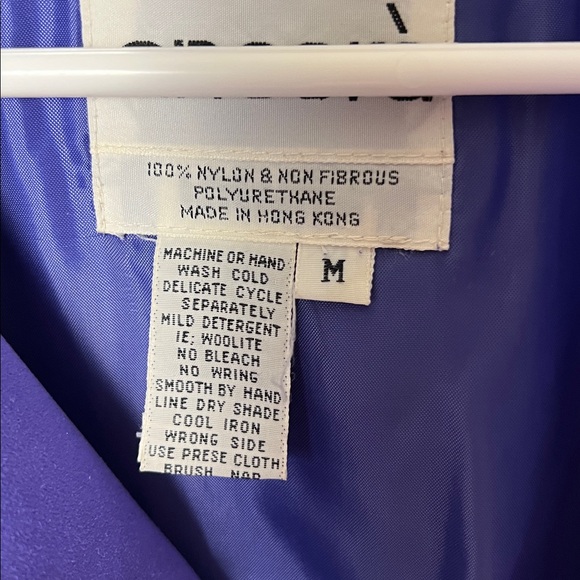 100% NYLON & NON FIBROUS
POLYURETHANE
MADE IN HONG KONG
M
MACHINE OR HAND
WASH COLD
DELICATE CYCLE
SEPARATELY
MILD DETERGENT
IE; WOOLITE
NO BLEACH
NO WRING
SMOOTH BY HAND
LINE DRY SHADE
COOL IRON
WRONG SIDE
USE PRESE CLOTH
BRUSH NAP